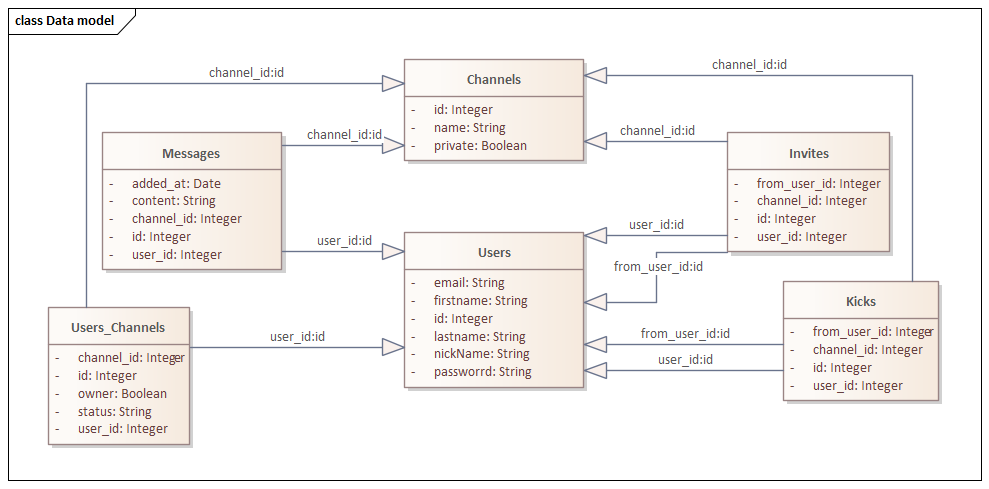 class Data model
channel_id:id
Channels
- id: Integer
- name: String
- private: Boolean
channel_id:id
channel_id:id
channel_id:id
Messages
- added_at: Date
- content: String
- channel_id: Integer
- id: Integer
- user_id: Integer
Invites
- from_user_id: Integer
- channel_id: Integer
- id: Integer
- user_id: Integer
user_id:id
Users
- email: String
- firstname: String
- id: Integer
- lastname: String
- nickName: String
- passworrd: String
user_id:id
from_user_id:id
Users_Channels
- channel_id: Integer
- id: Integer
- owner: Boolean
- status: String
- user_id: Integer
user_id:id
from_user_id:id
user_id:id
Kicks
- from_user_id: Integer
- channel_id: Integer
- id: Integer
- user_id: Integer